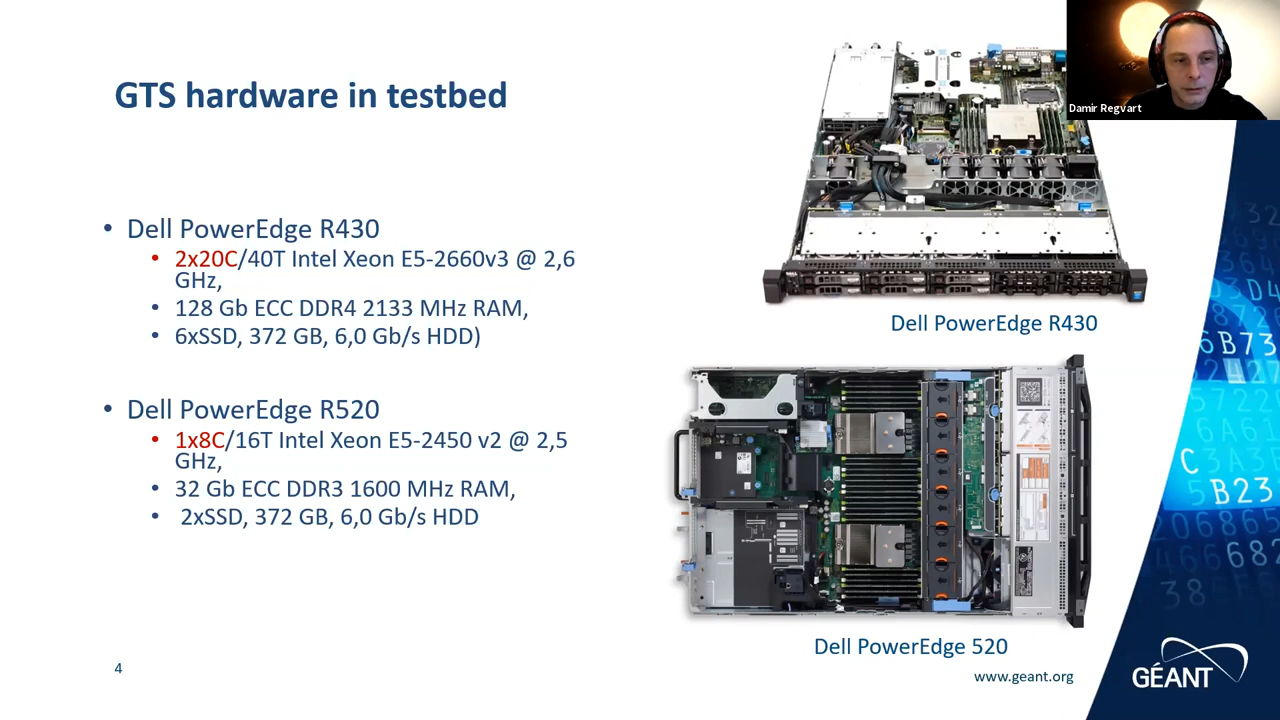 GTS hardware in testbed
Damir Regvart
• Dell PowerEdge R430
• 2x20C/40T Intel Xeon E5-2660v3 @ 2,6
GHz,
• 128 Gb ECC DDR4 2133 MHz RAM,
• 6xSSD, 372 GB, 6,0 Gb/s HDD)
Dell PowerEdge R430
• Dell PowerEdge R520
• 1x8C/16T Intel Xeon E5-2450 v2 @ 2,5
GHz,
• 32 Gb ECC DDR3 1600 MHz RAM,
• 2xSSD, 372 GB, 6,0 Gb/s HDD
Dell PowerEdge 520
4
www.geant.org
GÉANT
6B73
C3A3E
5B23